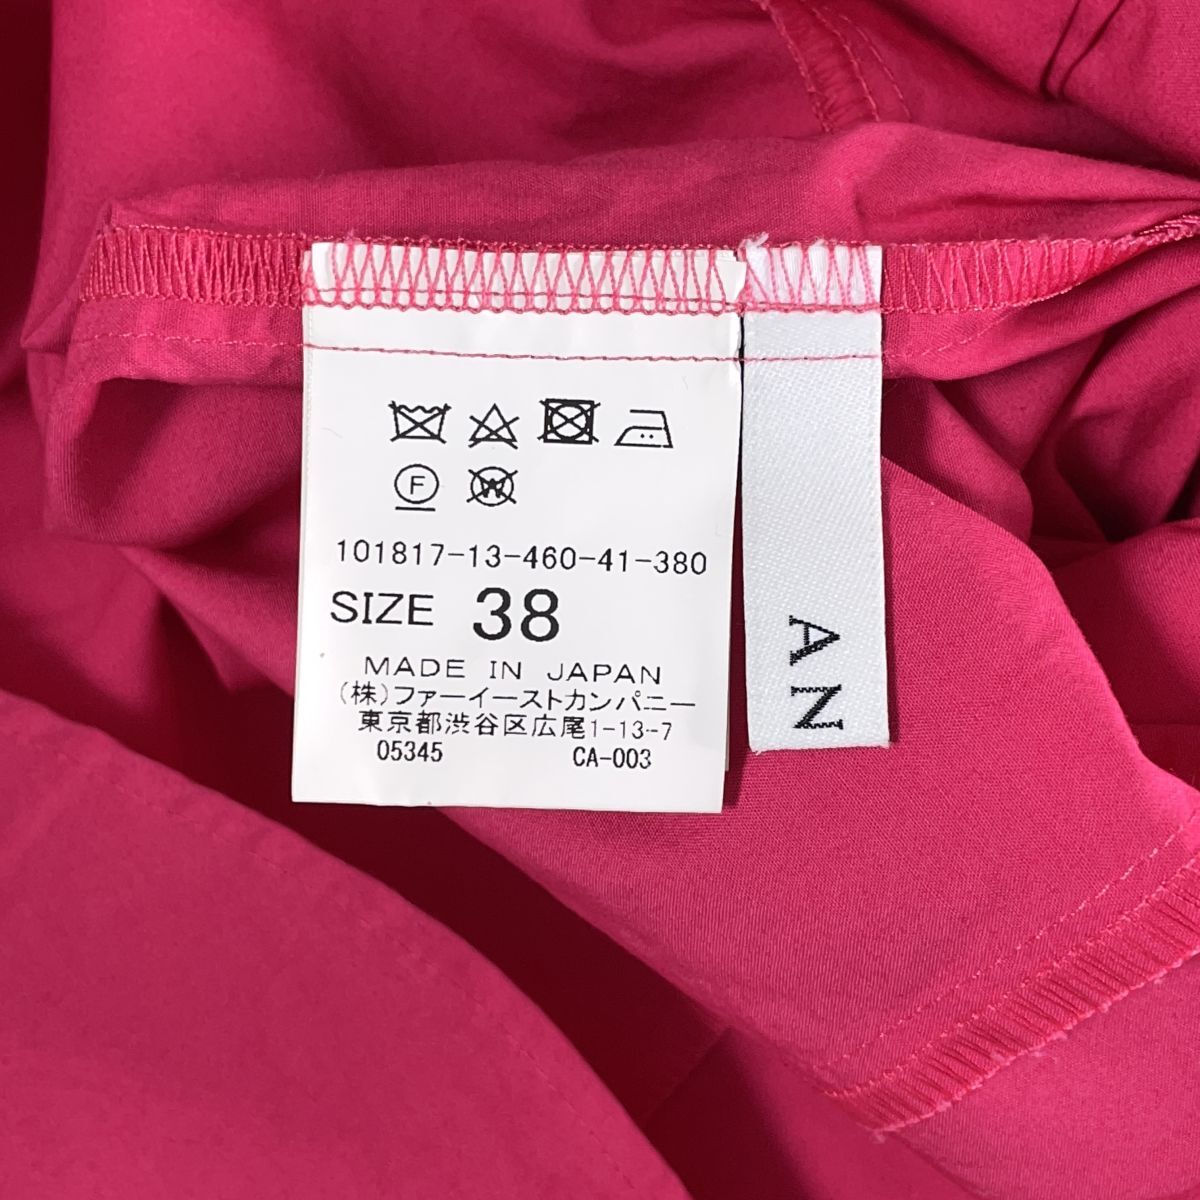 F
W
101817-13-460-41-380
SIZE 38
MADE IN JAPAN
(株)ファーイーストカンパニー
東京都渋谷区広尾1-13-7
05345 CA-003
AN